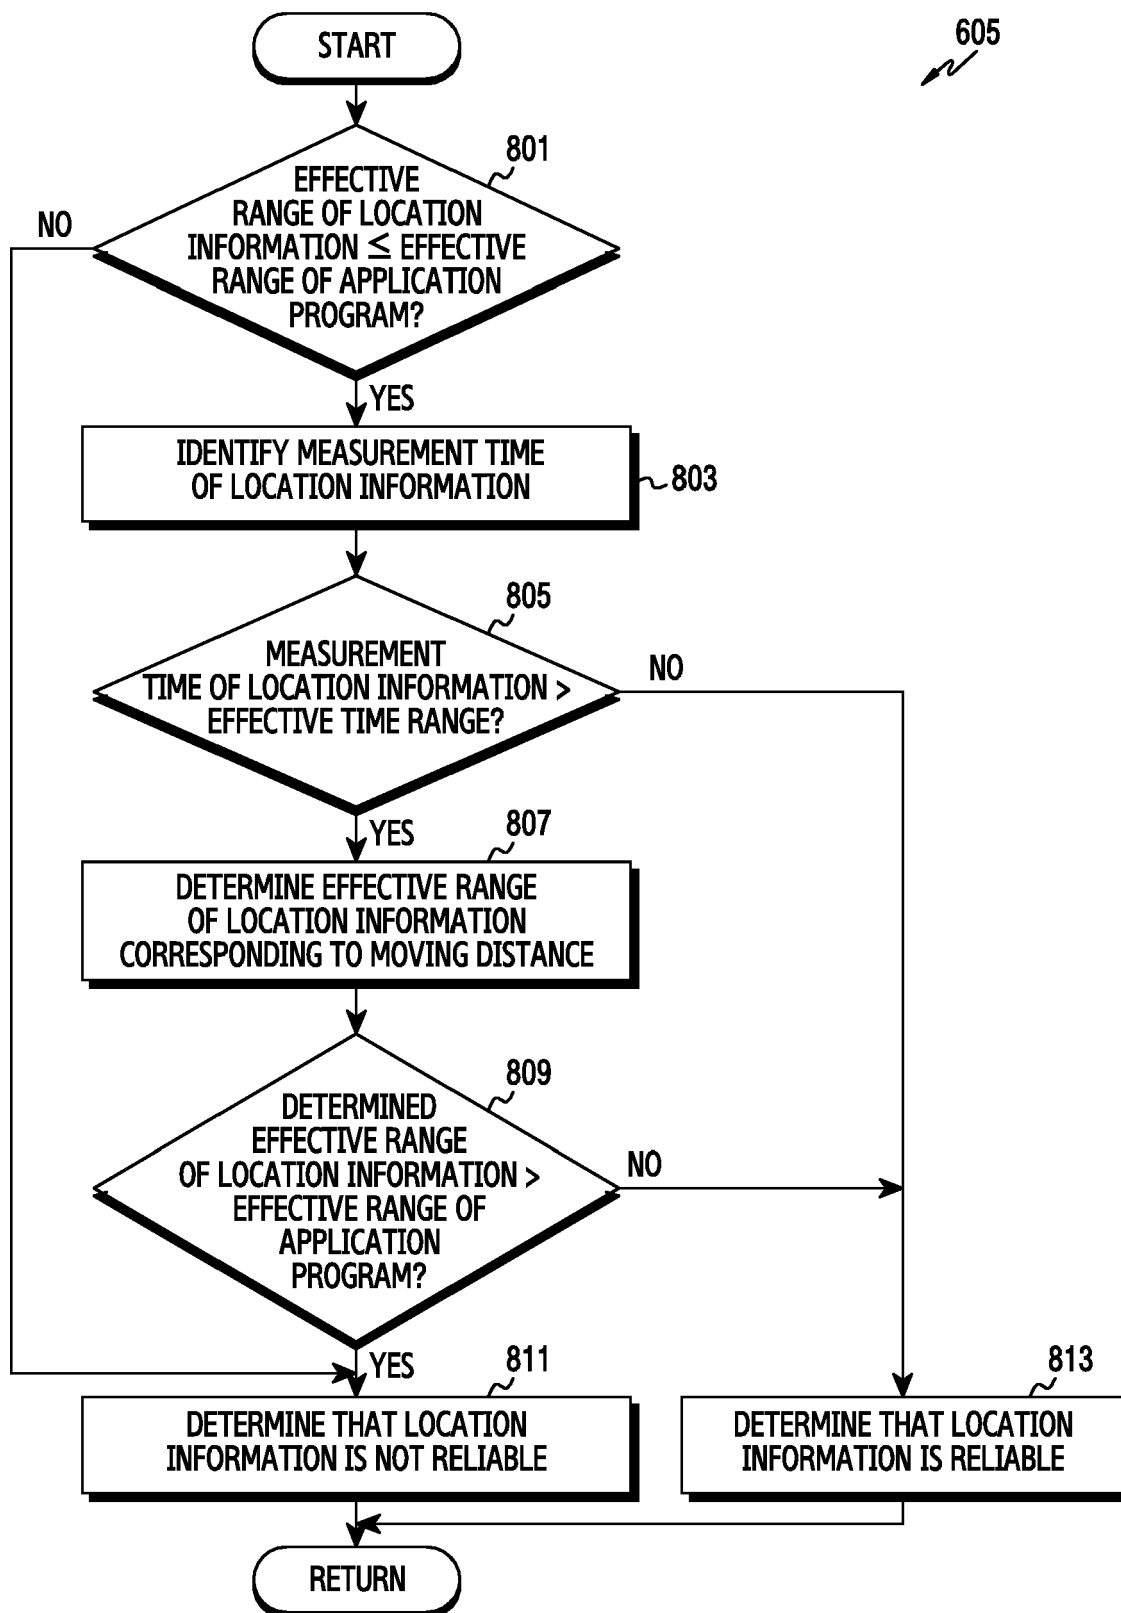 START
605
801
EFFECTIVE
RANGE OF LOCATION
INFORMATION ≤ EFFECTIVE
RANGE OF APPLICATION
PROGRAM?
NO
YES
IDENTIFY MEASUREMENT TIME
OF LOCATION INFORMATION
803
805
MEASUREMENT
TIME OF LOCATION INFORMATION >
EFFECTIVE TIME RANGE?
NO
YES
807
DETERMINE EFFECTIVE RANGE
OF LOCATION INFORMATION
CORRESPONDING TO MOVING DISTANCE
809
DETERMINED
EFFECTIVE RANGE
OF LOCATION INFORMATION >
EFFECTIVE RANGE OF
APPLICATION
PROGRAM?
NO
YES
811
DETERMINE THAT LOCATION
INFORMATION IS NOT RELIABLE
813
DETERMINE THAT LOCATION
INFORMATION IS RELIABLE
RETURN